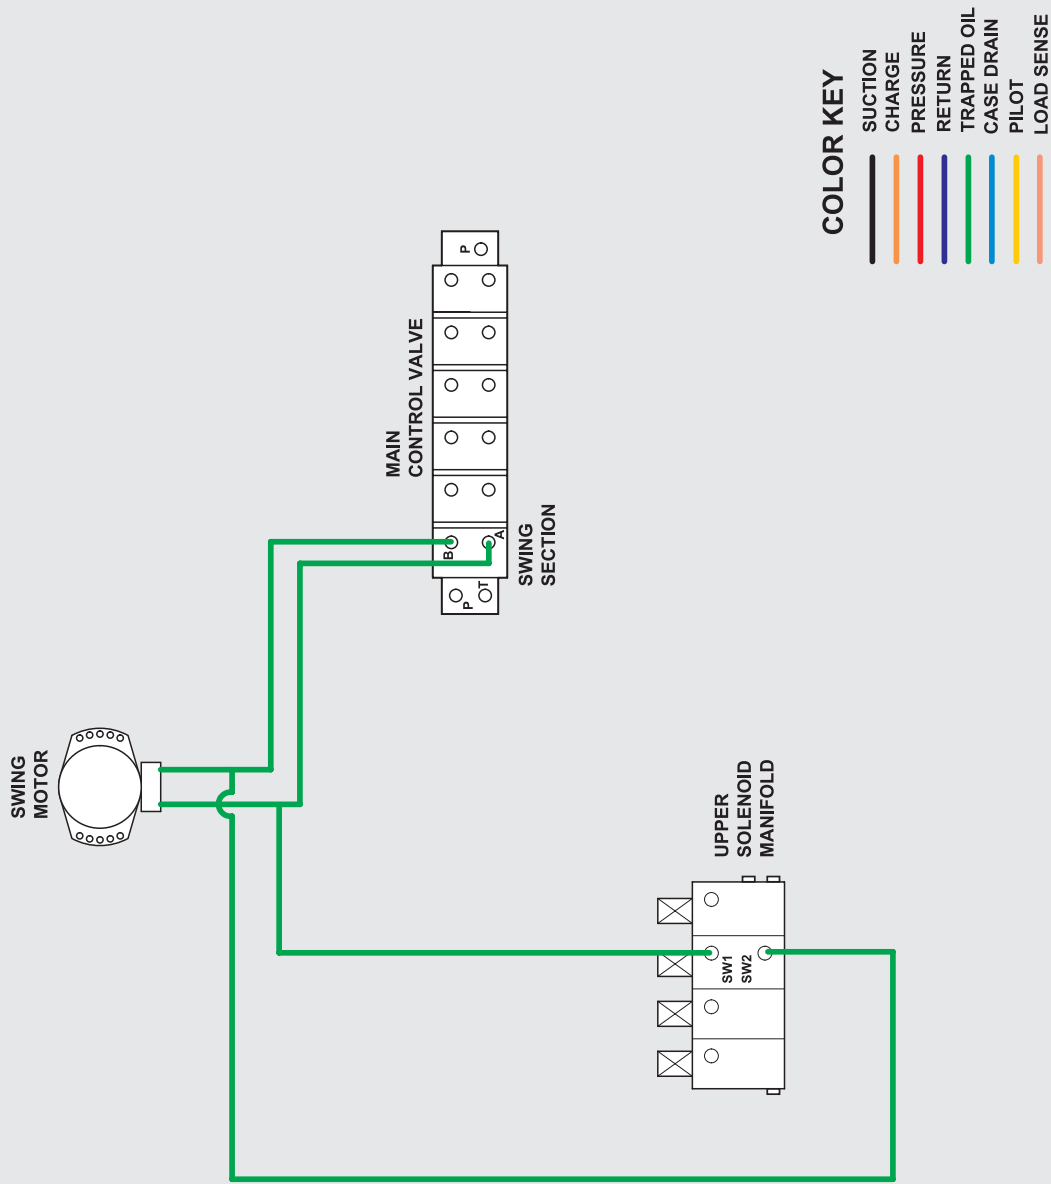 SWING
MOTOR
MAIN
CONTROL VALVE
P
B
A
P
T
SWING
SECTION
UPPER
SOLENOID
MANIFOLD
SW1
SW2
COLOR KEY
SUCTION
CHARGE
PRESSURE
RETURN
TRAPPED OIL
CASE DRAIN
PILOT
LOAD SENSE